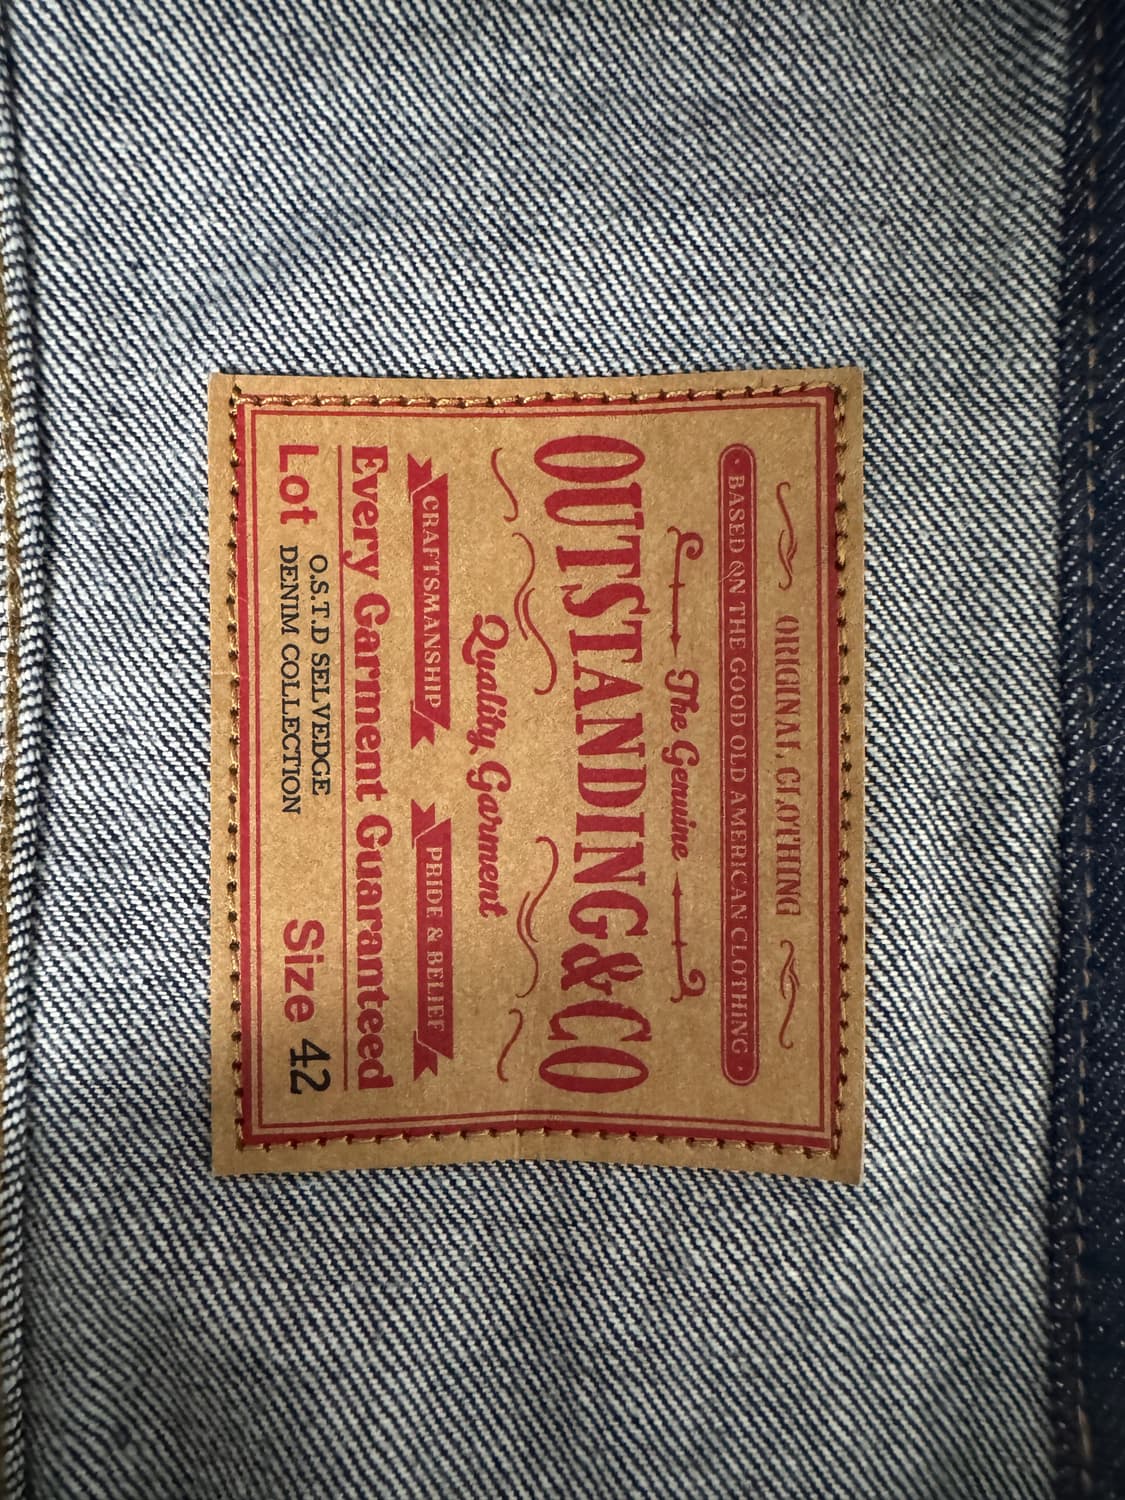 ORIGINAL CLOTHING
• BASED ON THE GOOD OLD AMERICAN CLOTHING •
The Genuine
OUTSTANDING&CO
Quality Garment
CRAFTSMANSHIP PRIDE & BELIEF
Every Garment Guaranteed
Lot O.S.T.D SELVEDGE
DENIM COLLECTION
Size 42